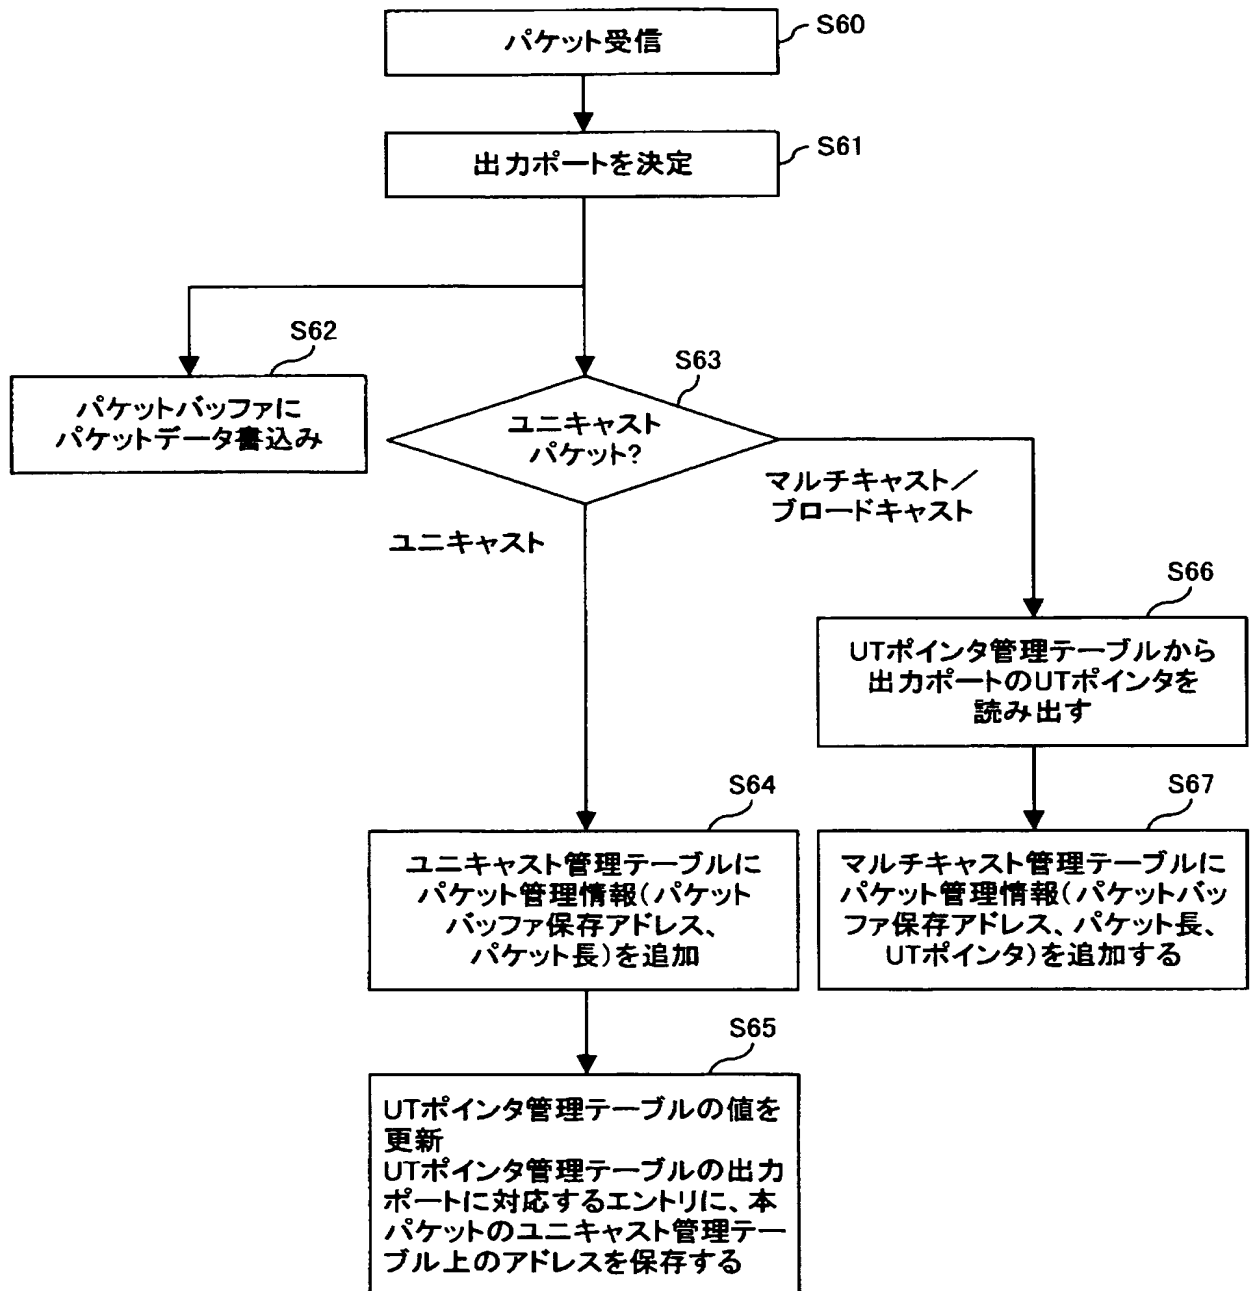 パケット受信
S60
出力ポートを決定
S61
S62
パケットバッファに
パケットデータ書込み
S63
ユニキャスト
パケット?
マルチキャスト／
ブロードキャスト
ユニキャスト
S66
UTポインタ管理テーブルから
出力ポートのUTポインタを
読み出す
S64
ユニキャスト管理テーブルに
パケット管理情報(パケット
バッファ保存アドレス、
パケット長)を追加
S67
マルチキャスト管理テーブルに
パケット管理情報(パケットバッ
ファ保存アドレス、パケット長、
UTポインタ)を追加する
S65
UTポインタ管理テーブルの値を
更新
UTポインタ管理テーブルの出力
ポートに対応するエントリに、本
パケットのユニキャスト管理テー
ブル上のアドレスを保存する